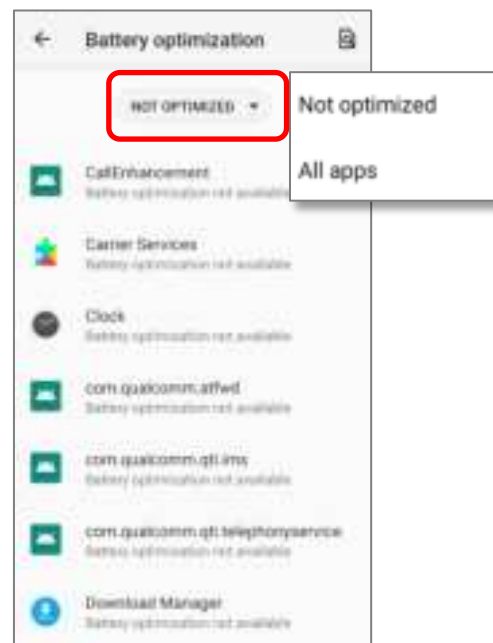 Battery optimization
NOT OPTIMIZED
Not optimized
All apps
CallEnhancement
Battery optimization not available
Carrier Services
Battery optimization not available
Clock
Battery optimization not available
com.qualcomm.atfwd
Battery optimization not available
com.qualcomm.qti.ims
Battery optimization not available
com.qualcomm.qti.telephonyservice
Battery optimization not available
Download Manager
Battery optimization not available